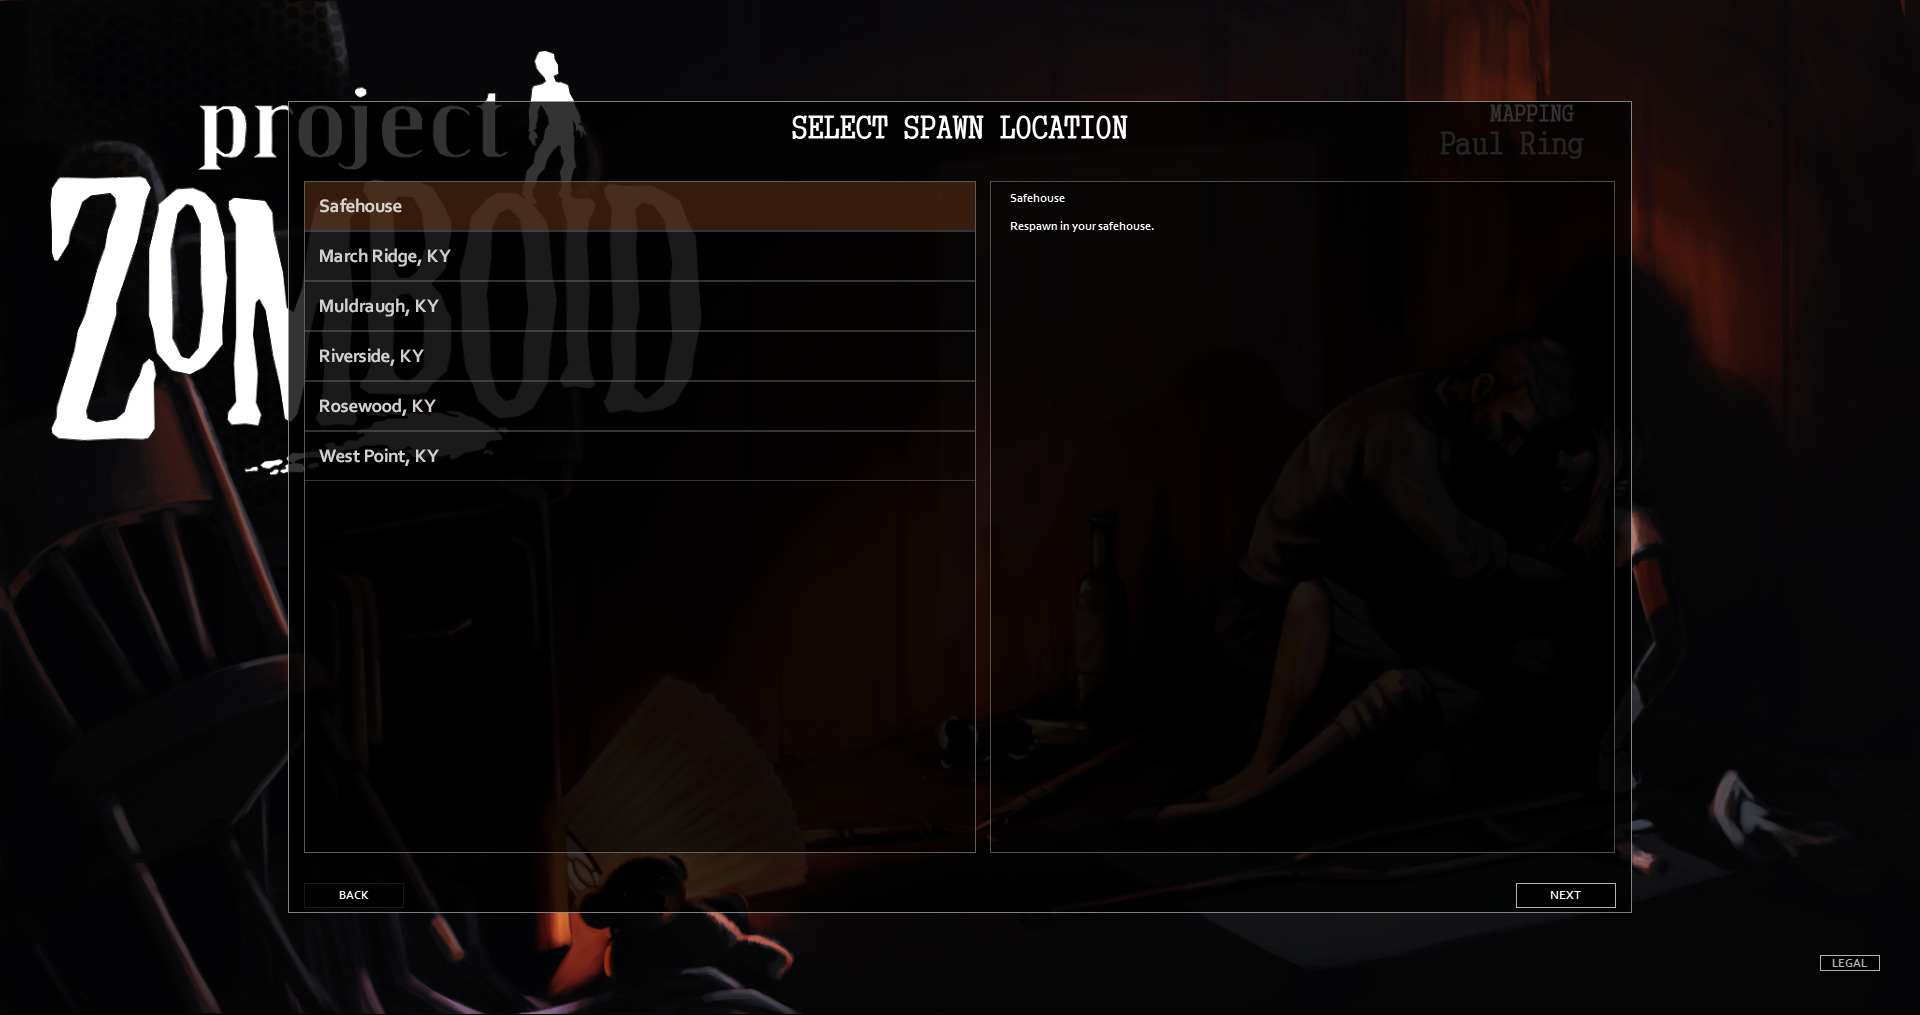 project
ZOMBOID
SELECT SPAWN LOCATION
MAPPING
Paul Ring
Safehouse
March Ridge, KY
Muldraugh, KY
Riverside, KY
Rosewood, KY
West Point, KY
Safehouse
Respawn in your safehouse.
BACK
NEXT
LEGAL